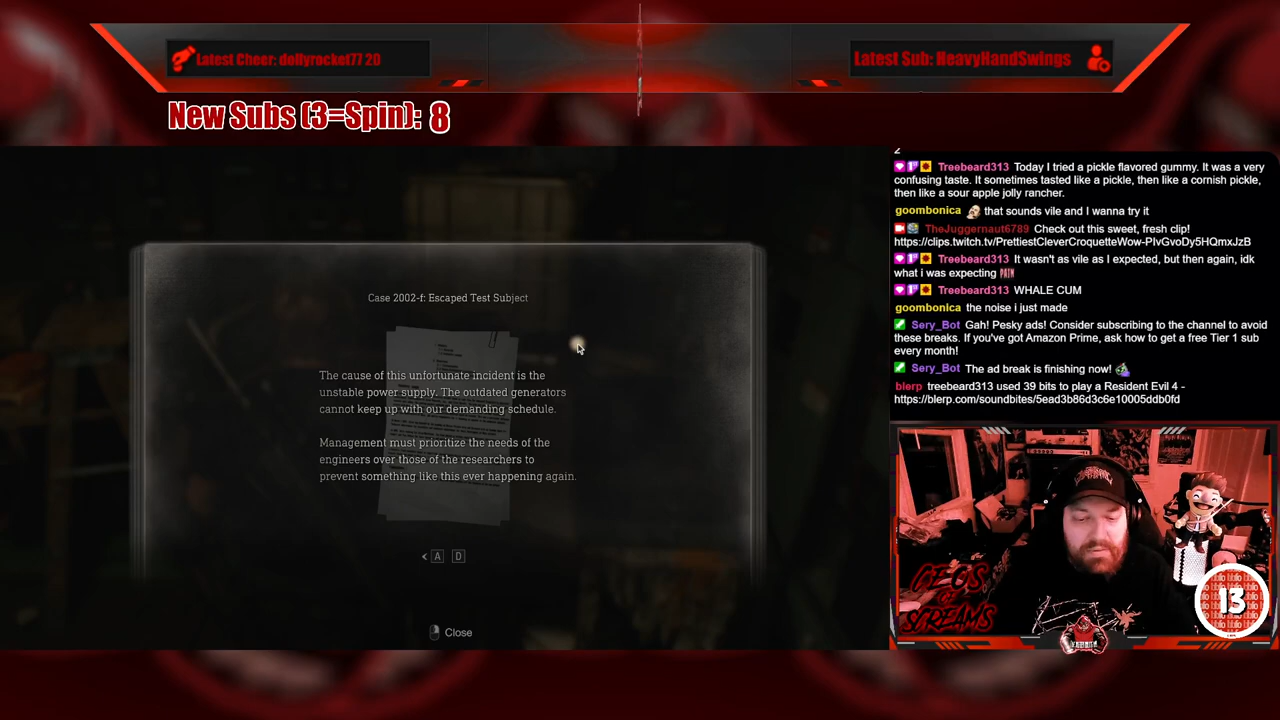 Latest Cheer: dollyrocket77 20
Latest Sub: HeavyHandSwings
New Subs (3=Spin): 8
Case 2002-f: Escaped Test Subject
The cause of this unfortunate incident is the
unstable power supply. The outdated generators
cannot keep up with our demanding schedule.
Management must prioritize the needs of the
engineers over those of the researchers to
prevent something like this ever happening again.
< A D
Close
Treebeard313 Today I tried a pickle flavored gummy. It was a very
confusing taste. It sometimes tasted like a pickle, then like a cornish pickle,
then like a sour apple jolly rancher.
goombonica that sounds vile and I wanna try it
TheJuggernaut6789 Check out this sweet, fresh clip!
https://clips.twitch.tv/PrettiestCleverCroquetteWow-PIvGvoDy5HQmxJzB
Treebeard313 It wasn't as vile as I expected, but then again, idk
what i was expecting PAIN
Treebeard313 WHALE CUM
goombonica the noise i just made
Sery_Bot Gah! Pesky ads! Consider subscribing to the channel to avoid
these breaks. If you've got Amazon Prime, ask how to get a free Tier 1 sub
every month!
Sery_Bot The ad break is finishing now!
blerp treebeard313 used 39 bits to play a Resident Evil 4 -
https://blerp.com/soundbites/5ead3b86d3c6e10005ddb0fd
SCREAMS
13